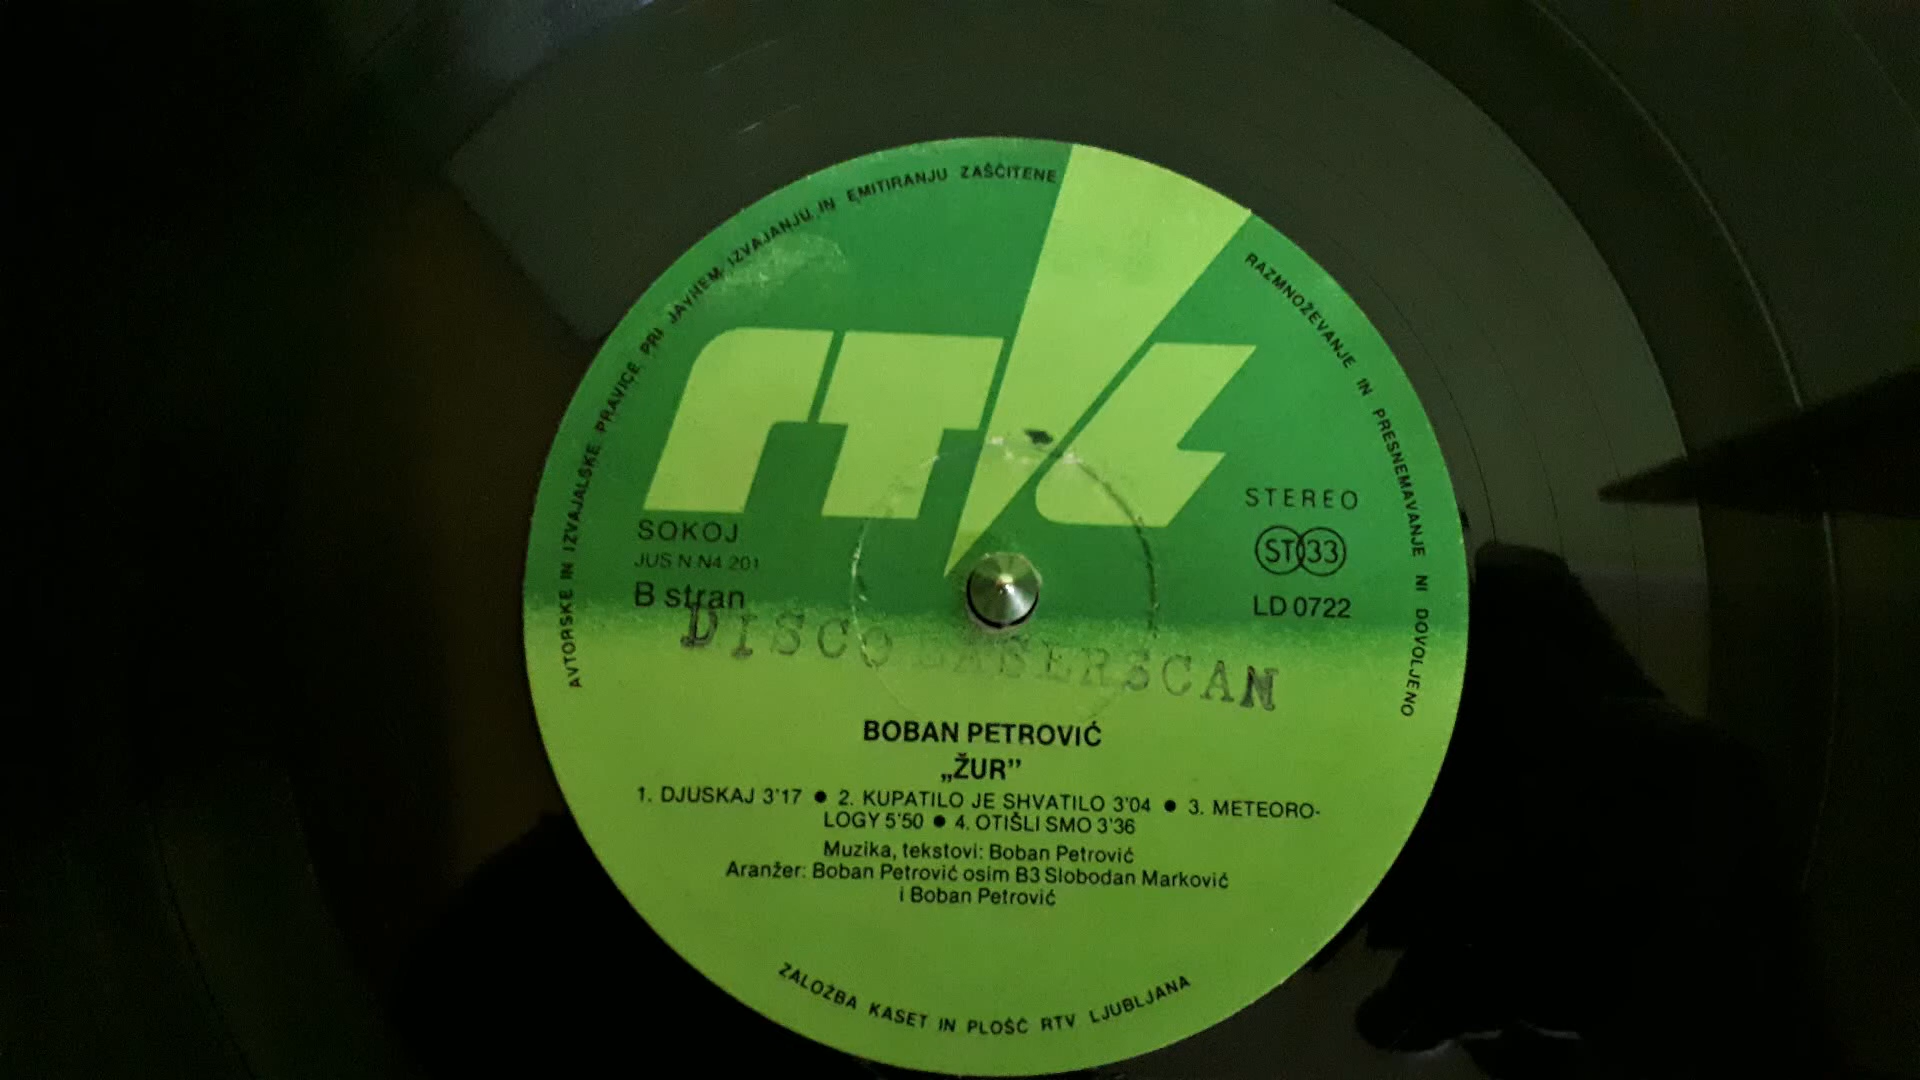 AVTORSKE IN IZVAJALSKE PRAVICE PRI JAVNEM IZVAJANJU IN EMITIRANJU ZAŠČITENE
RAZMNOŽEVANJE IN PRESNEMAVANJE NI DOVOLJENO
rtl
SOKOJ
JUS N N4 201
B stran
STEREO
ST 33
LD 0722
DISCO LASERSCAN
BOBAN PETROVIĆ
„ŽUR”
1. DJUSKAJ 3'17 ● 2. KUPATILO JE SHVATILO 3'04 ● 3. METEORO-
LOGY 5'50 ● 4. OTIŠLI SMO 3'36
Muzika, tekstovi: Boban Petrović
Aranžer: Boban Petrović osim B3 Slobodan Marković
i Boban Petrović
ZALOŽBA KASET IN PLOŠČ RTV LJUBLJANA